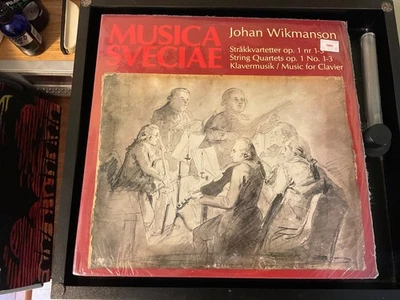 MUSICA
SVECIAE
Johan Wikmanson
Stråkkvartetter op. 1 nr 1-3
String Quartets op. 1 No. 1-3
Klavermusik / Music for Clavier